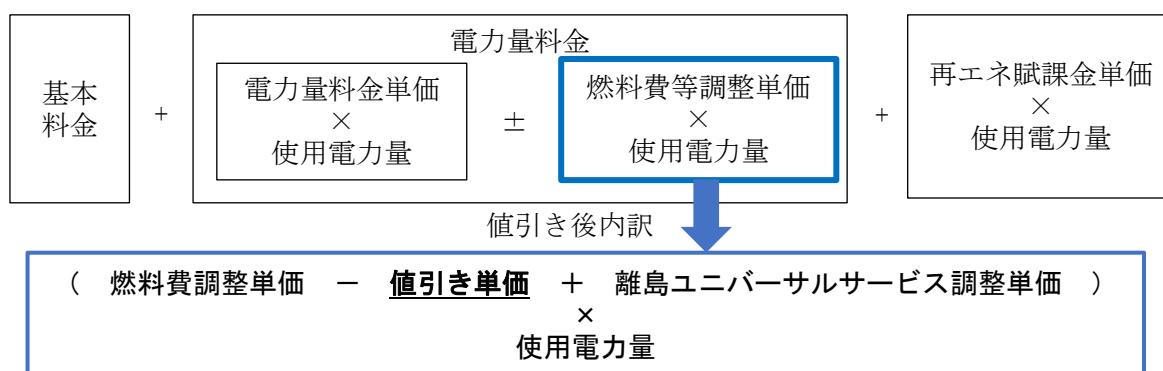 電力量料金
基本
料金
+
電力量料金単価
×
使用電力量
±
燃料費等調整単価
×
使用電力量
+
再エネ賦課金単価
×
使用電力量
値引き後内訳
（ 燃料費調整単価 － 値引き単価 ＋ 離島ユニバーサルサービス調整単価 ）
×
使用電力量